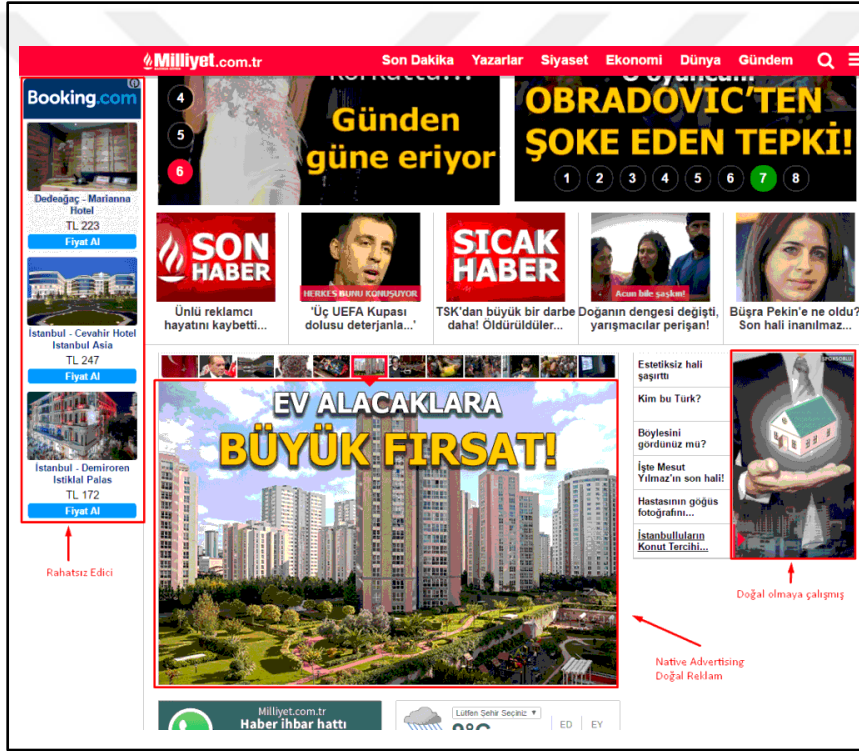 Milliyet.com.tr
Son Dakika Yazarlar Siyaset Ekonomi Dünya Gündem
Booking.com
Dedeağaç - Marianna
Hotel
TL 223
Fiyat Al
İstanbul - Cevahir Hotel
Istanbul Asia
TL 247
Fiyat Al
İstanbul - Demiroren
Istiklal Palas
TL 172
Fiyat Al
Rahatsız Edici
4
5
6
Günden
güne eriyor
OBRADOVIC'TEN
ŞOKE EDEN TEPKİ!
1 2 3 4 5 6 7 8
SON
HABER
Ünlü reklamcı
hayatını kaybetti...
HERKES BUNU KONUŞUYOR
'Üç UEFA Kupası
dolusu deterjanla...'
SICAK
HABER
TSK'dan büyük bir darbe
daha! Öldürüldüler...
Acun bile şaşkın!
Doğanın dengesi değişti,
yarışmacılar perişan!
Büşra Pekin'e ne oldu?
Son hali inanılmaz...
EV ALACAKLARA
BÜYÜK FIRSAT!
Estetiksiz hali
şaşırttı
Kim bu Türk?
Böylesini
gördünüz mü?
İşte Mesut
Yılmaz'ın son hali!
Hastasının göğüs
fotoğrafını...
İstanbulluların
Konut Tercihi...
SPONSORLU
Doğal olmaya çalışmış
Native Advertising
Doğal Reklam
Milliyet.com.tr
Haber ihbar hattı
Lütfen Şehir Seçiniz
ED EY